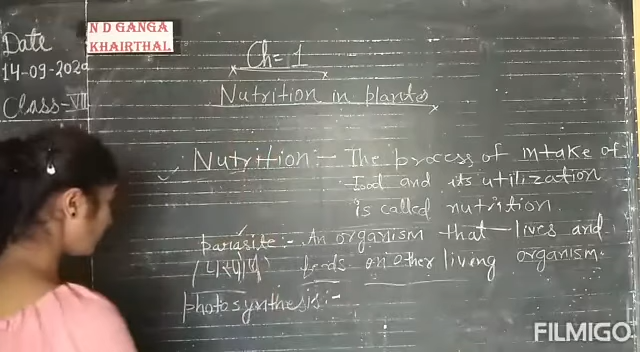 Date
14-09-2020
Class-VII
N D GANGA
KHAIRTHAL
Ch=1
Nutrition in plants
Nutrition:- The process of intake of
food and its utilization
is called nutrition.
parasite:- An organism that lives and
feeds on other living organism.
photosynthesis:-
FILMIGO